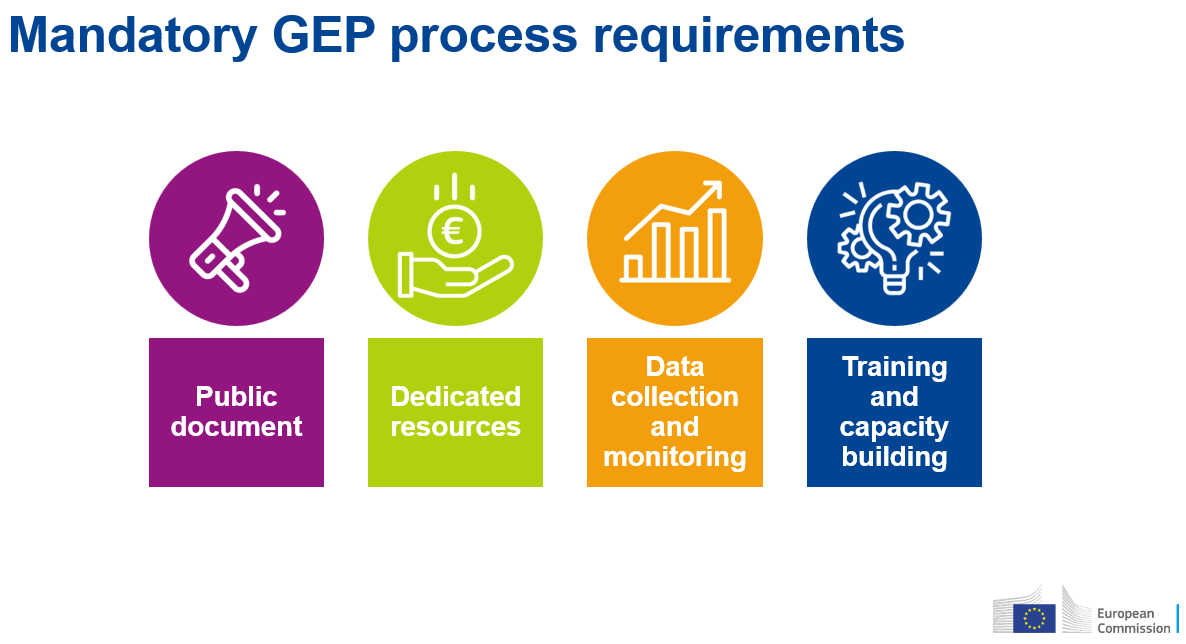 Mandatory GEP process requirements
€
Public
document
Dedicated
resources
Data
collection
and
monitoring
Training
and
capacity
building
European
Commission